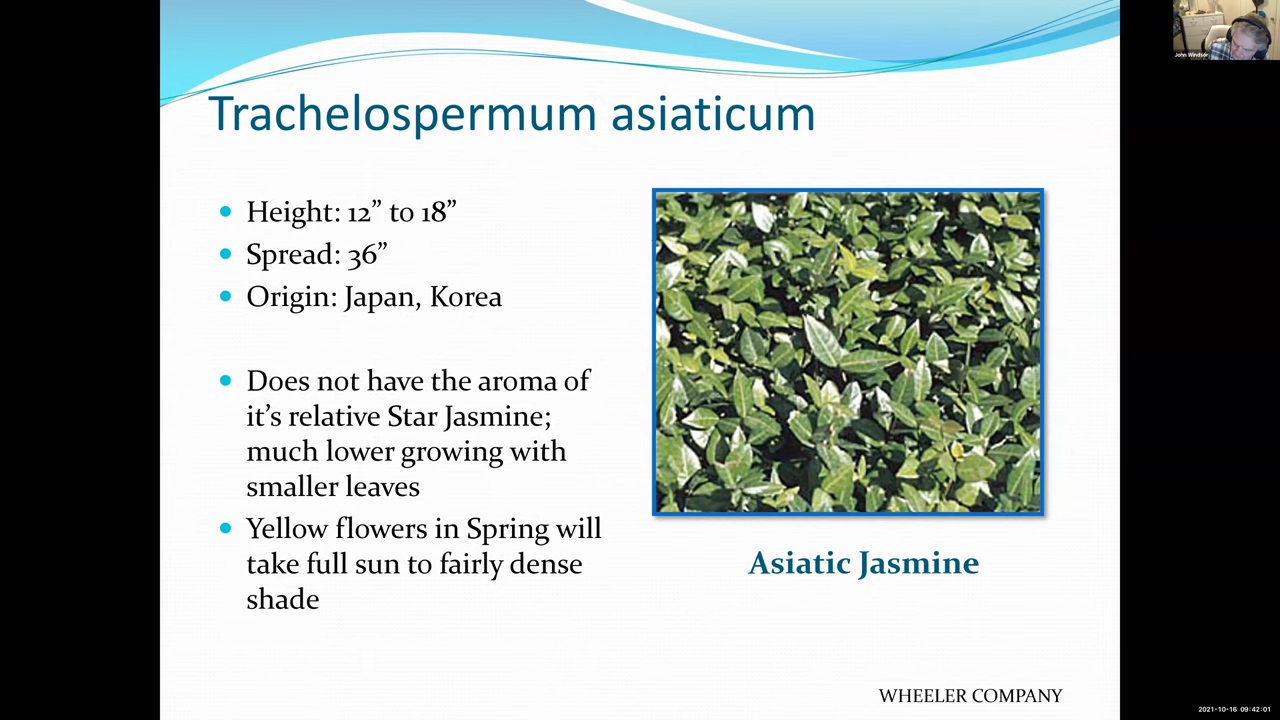 John Windsor
Trachelospermum asiaticum
Height: 12” to 18”
Spread: 36”
Origin: Japan, Korea
Does not have the aroma of
it’s relative Star Jasmine;
much lower growing with
smaller leaves
Yellow flowers in Spring will
take full sun to fairly dense
shade
Asiatic Jasmine
WHEELER COMPANY
2021-10-16 09:42:01